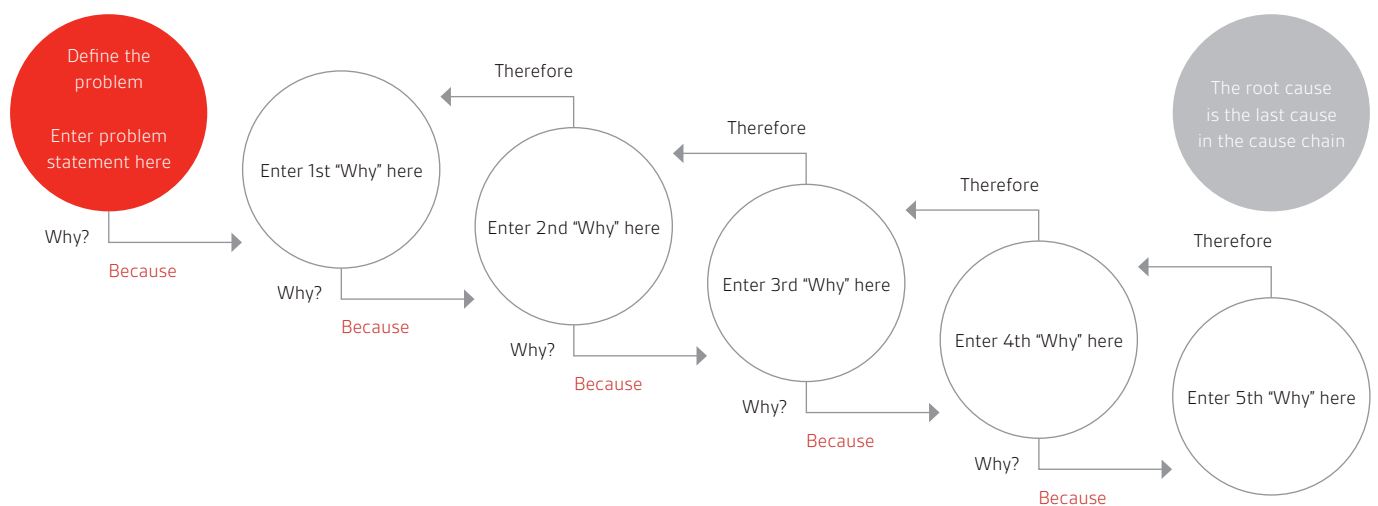 Define the
problem
Enter problem
statement here
Why?
Because
Enter 1st “Why” here
Why?
Because
Therefore
Enter 2nd “Why” here
Why?
Because
Therefore
Enter 3rd “Why” here
Why?
Because
Therefore
Enter 4th “Why” here
Why?
Because
Therefore
Enter 5th “Why” here
The root cause
is the last cause
in the cause chain